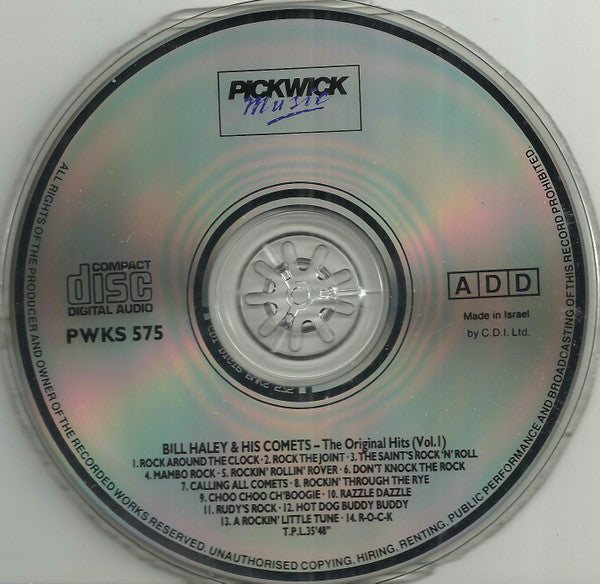 PICKWICK
Music
COMPACT
disc
DIGITAL AUDIO
PWKS 575
A D D
Made in Israel
by C.D.I. Ltd.
BILL HALEY & HIS COMETS – The Original Hits (Vol.1)
1. ROCK AROUND THE CLOCK · 2. ROCK THE JOINT · 3. THE SAINT'S ROCK 'N' ROLL
4. MAMBO ROCK · 5. ROCKIN' ROLLIN' ROVER · 6. DON'T KNOCK THE ROCK
7. CALLING ALL COMETS · 8. ROCKIN' THROUGH THE RYE
9. CHOO CHOO CH'BOOGIE · 10. RAZZLE DAZZLE
11. RUDY'S ROCK · 12. HOT DOG BUDDY BUDDY
13. A ROCKIN' LITTLE TUNE · 14. R-O-C-K
T.P.L. 35'48"
ALL RIGHTS OF THE PRODUCER AND OWNER OF THE RECORDED WORKS RESERVED. UNAUTHORISED COPYING. HIRING. RENTING. PUBLIC PERFORMANCE AND BROADCASTING OF THIS RECORD PROHIBITED.